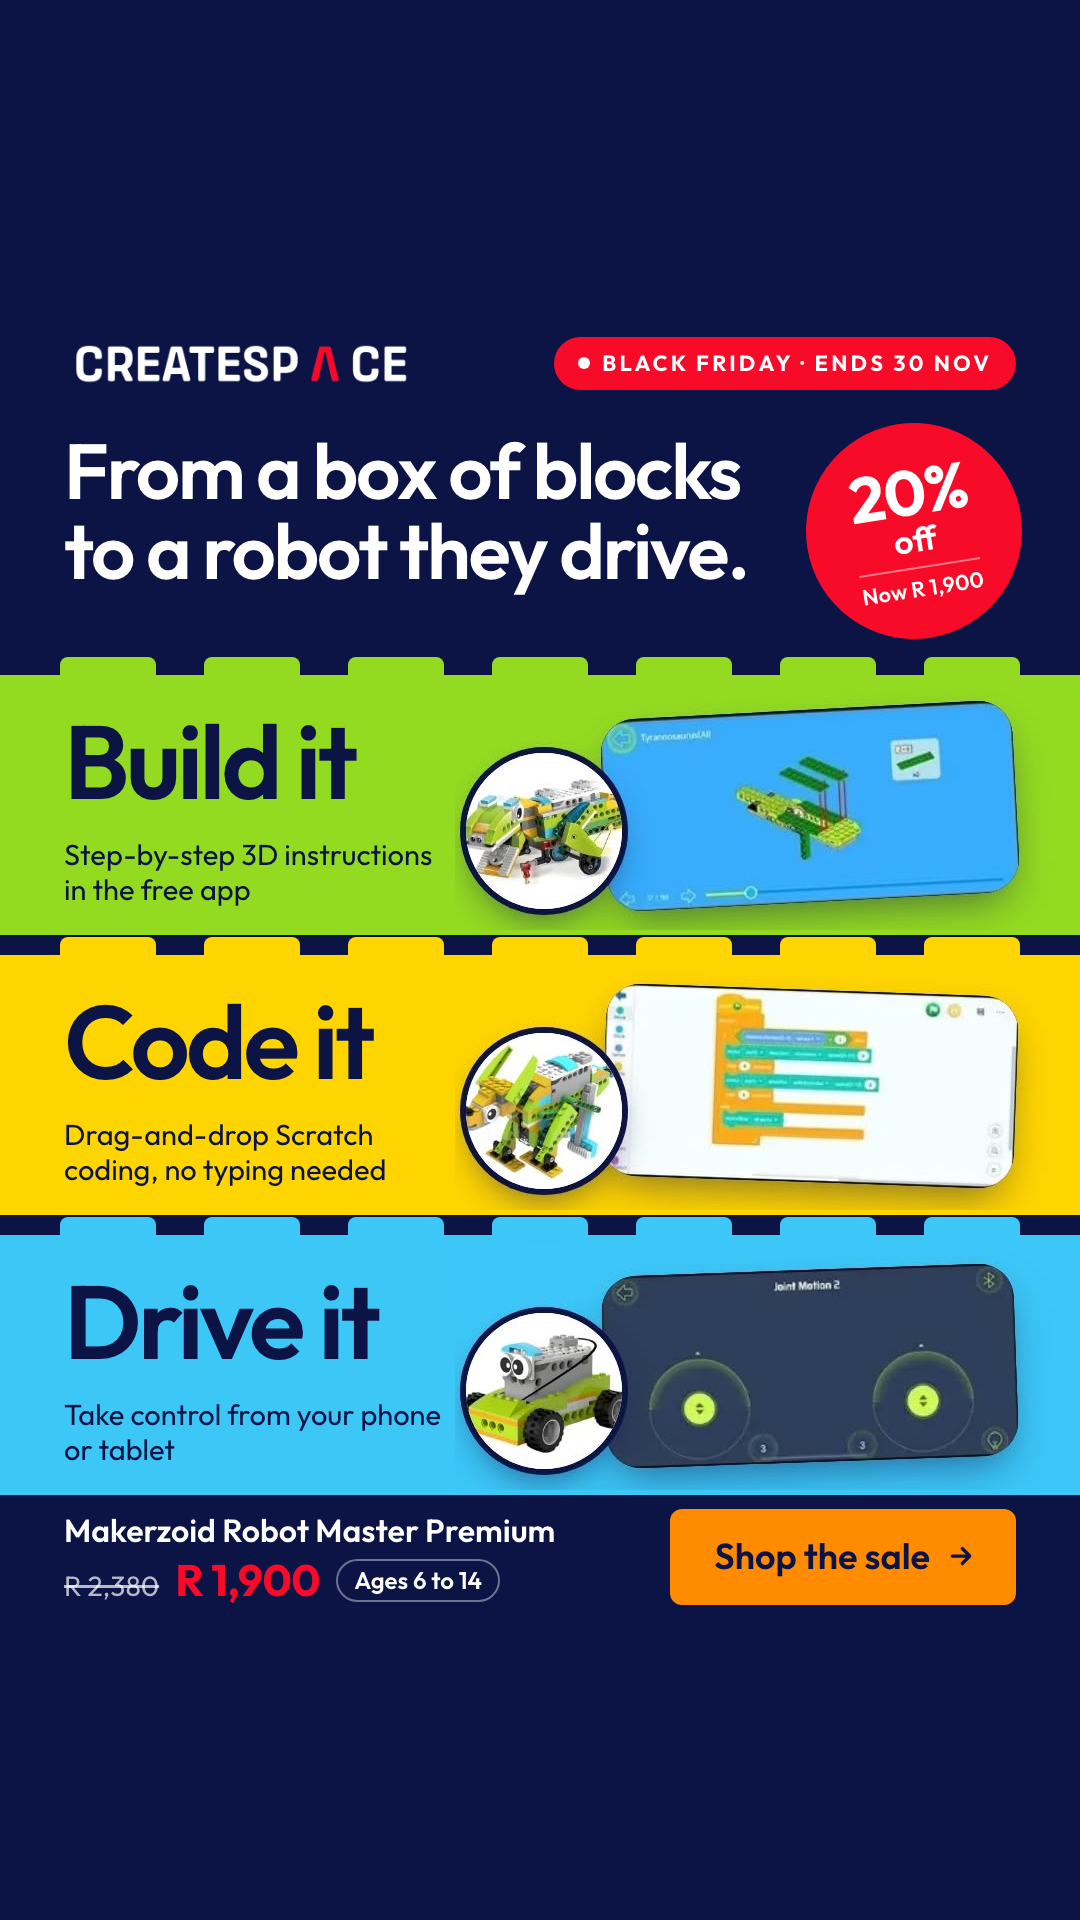 CREATESPACE
BLACK FRIDAY · ENDS 30 NOV
From a box of blocks
to a robot they drive.
20%
off
Now R 1,900
Build it
Step-by-step 3D instructions
in the free app
Code it
Drag-and-drop Scratch
coding, no typing needed
Drive it
Take control from your phone
or tablet
Joint Motion 2
3
3
Makerzoid Robot Master Premium
R 2,380 R 1,900 Ages 6 to 14
Shop the sale →